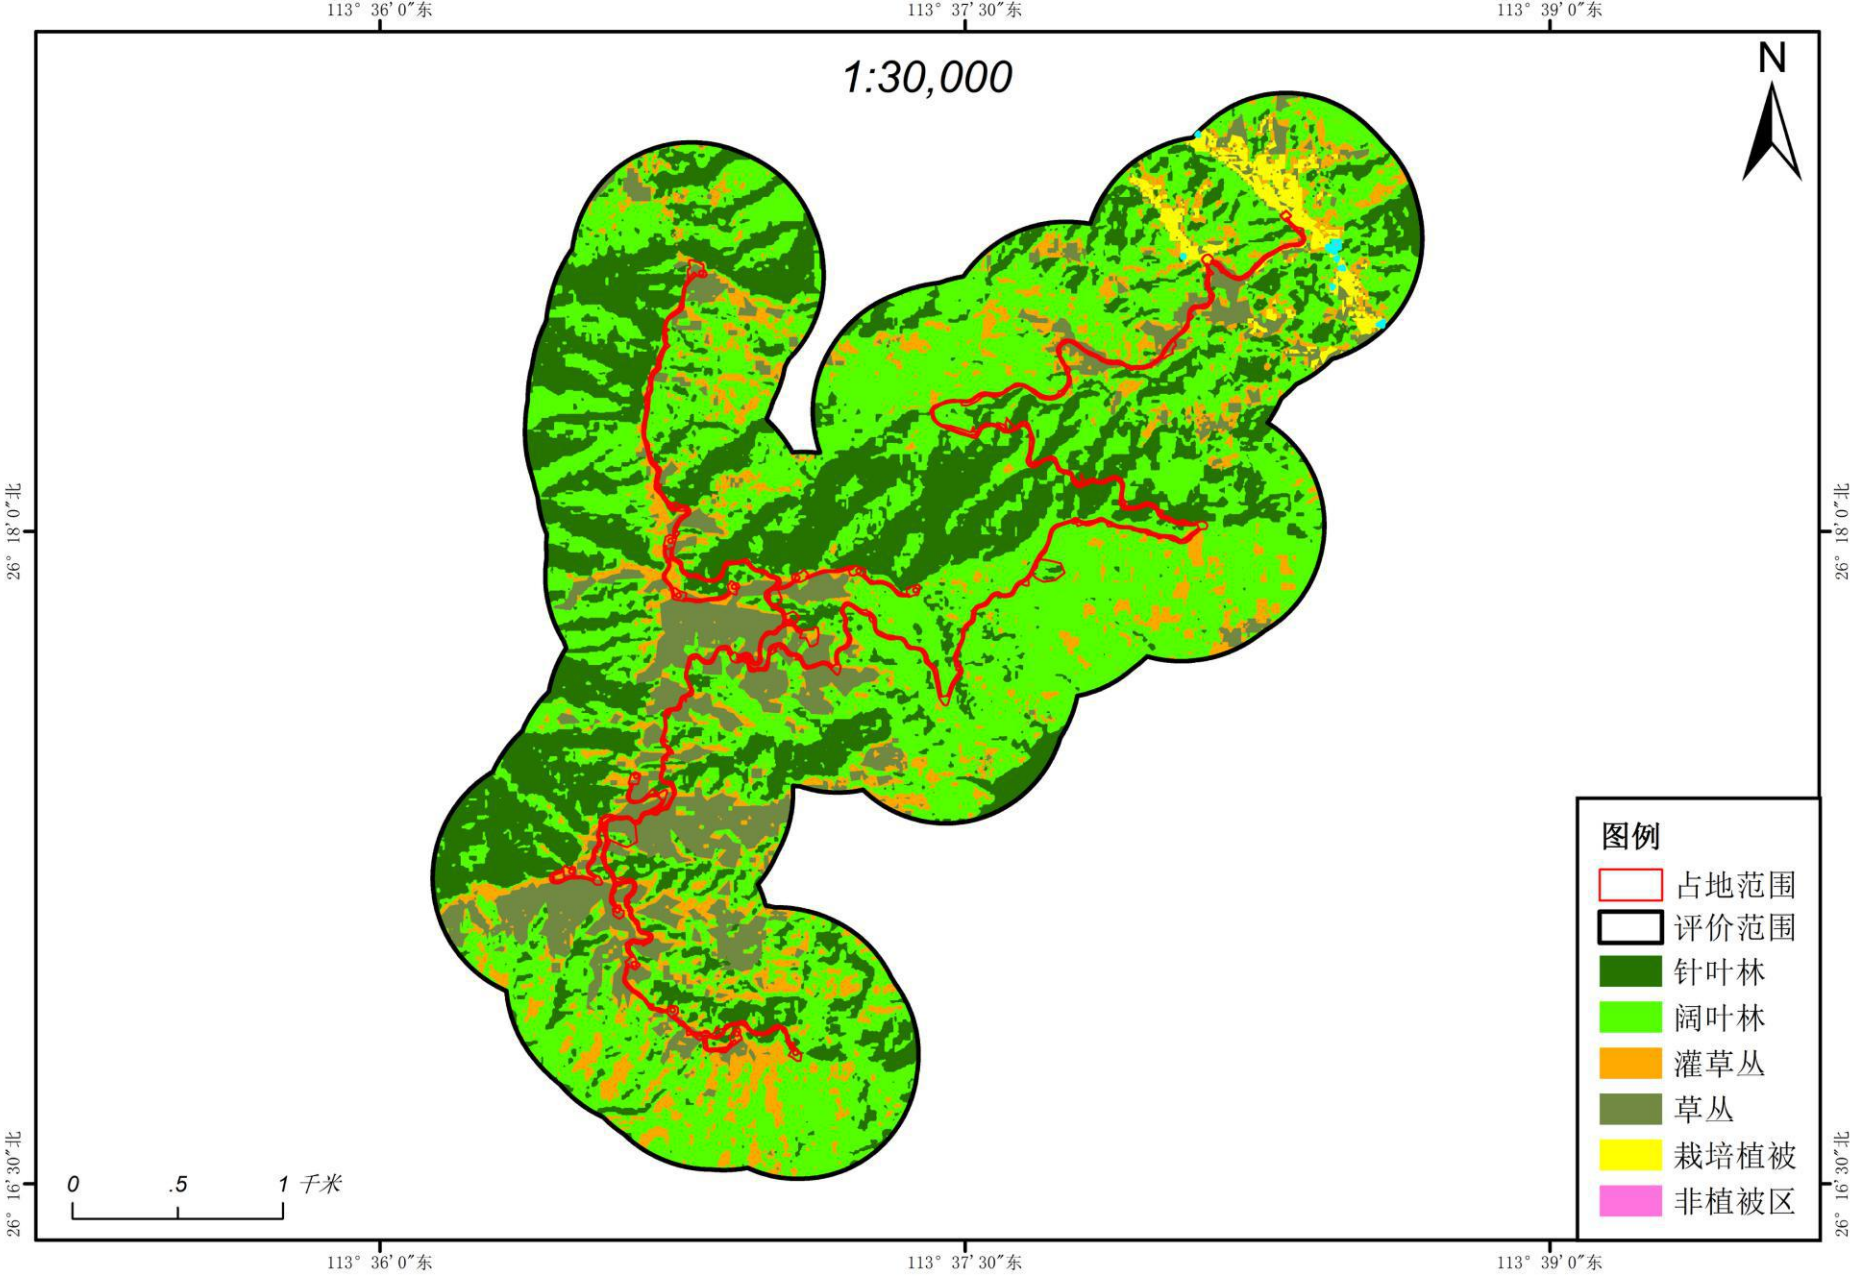 113° 36′0″东
113° 37′30″东
113° 39′0″东
1:30,000
N
26° 18′0″北
26° 18′0″北
图例
占地范围
评价范围
针叶林
阔叶林
灌草丛
草丛
栽培植被
非植被区
0 .5 1 千米
26° 16′30″北
26° 16′30″北
113° 36′0″东
113° 37′30″东
113° 39′0″东